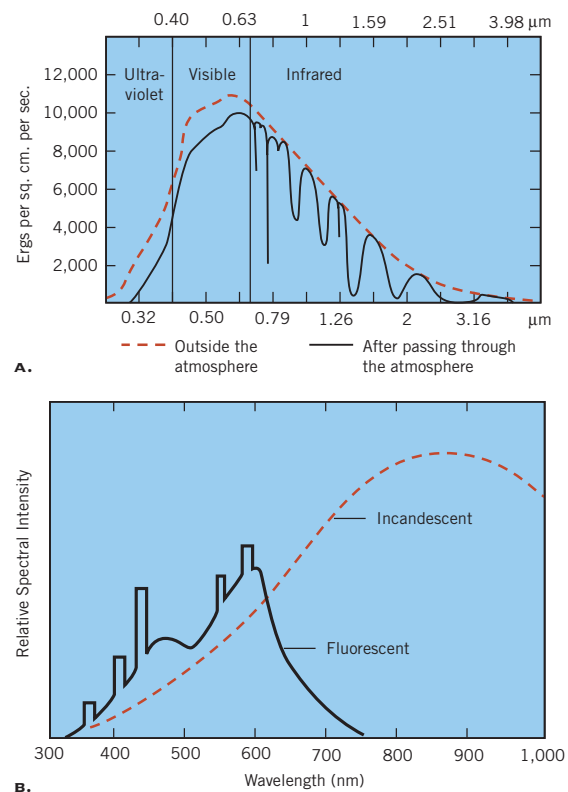 0.40 0.63 1 1.59 2.51 3.98 μm
Ultra-
violet
Visible
Infrared
12,000
10,000
8,000
6,000
4,000
2,000
Ergs per sq. cm. per sec.
0.32 0.50 0.79 1.26 2 3.16 μm
Outside the
atmosphere
After passing through
the atmosphere
A.
Relative Spectral Intensity
Incandescent
Fluorescent
300 400 500 600 700 800 900 1,000
Wavelength (nm)
B.